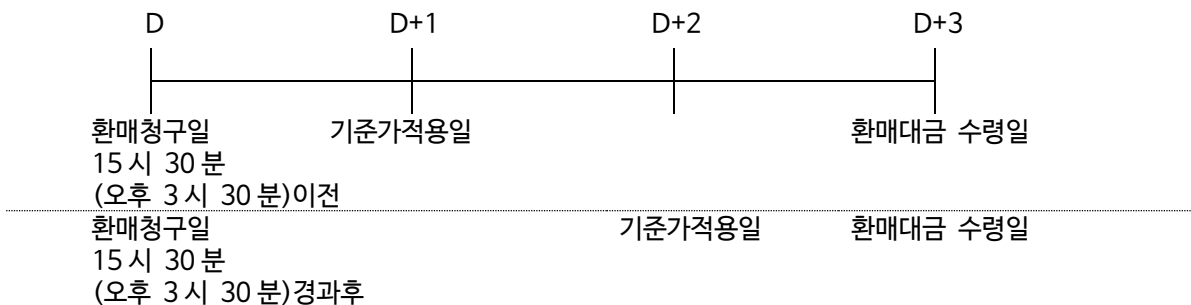 D D+1 D+2 D+3
환매청구일 기준가적용일 환매대금 수령일
15 시 30 분
(오후 3 시 30 분)이전
환매청구일 기준가적용일 환매대금 수령일
15 시 30 분
(오후 3 시 30 분)경과후